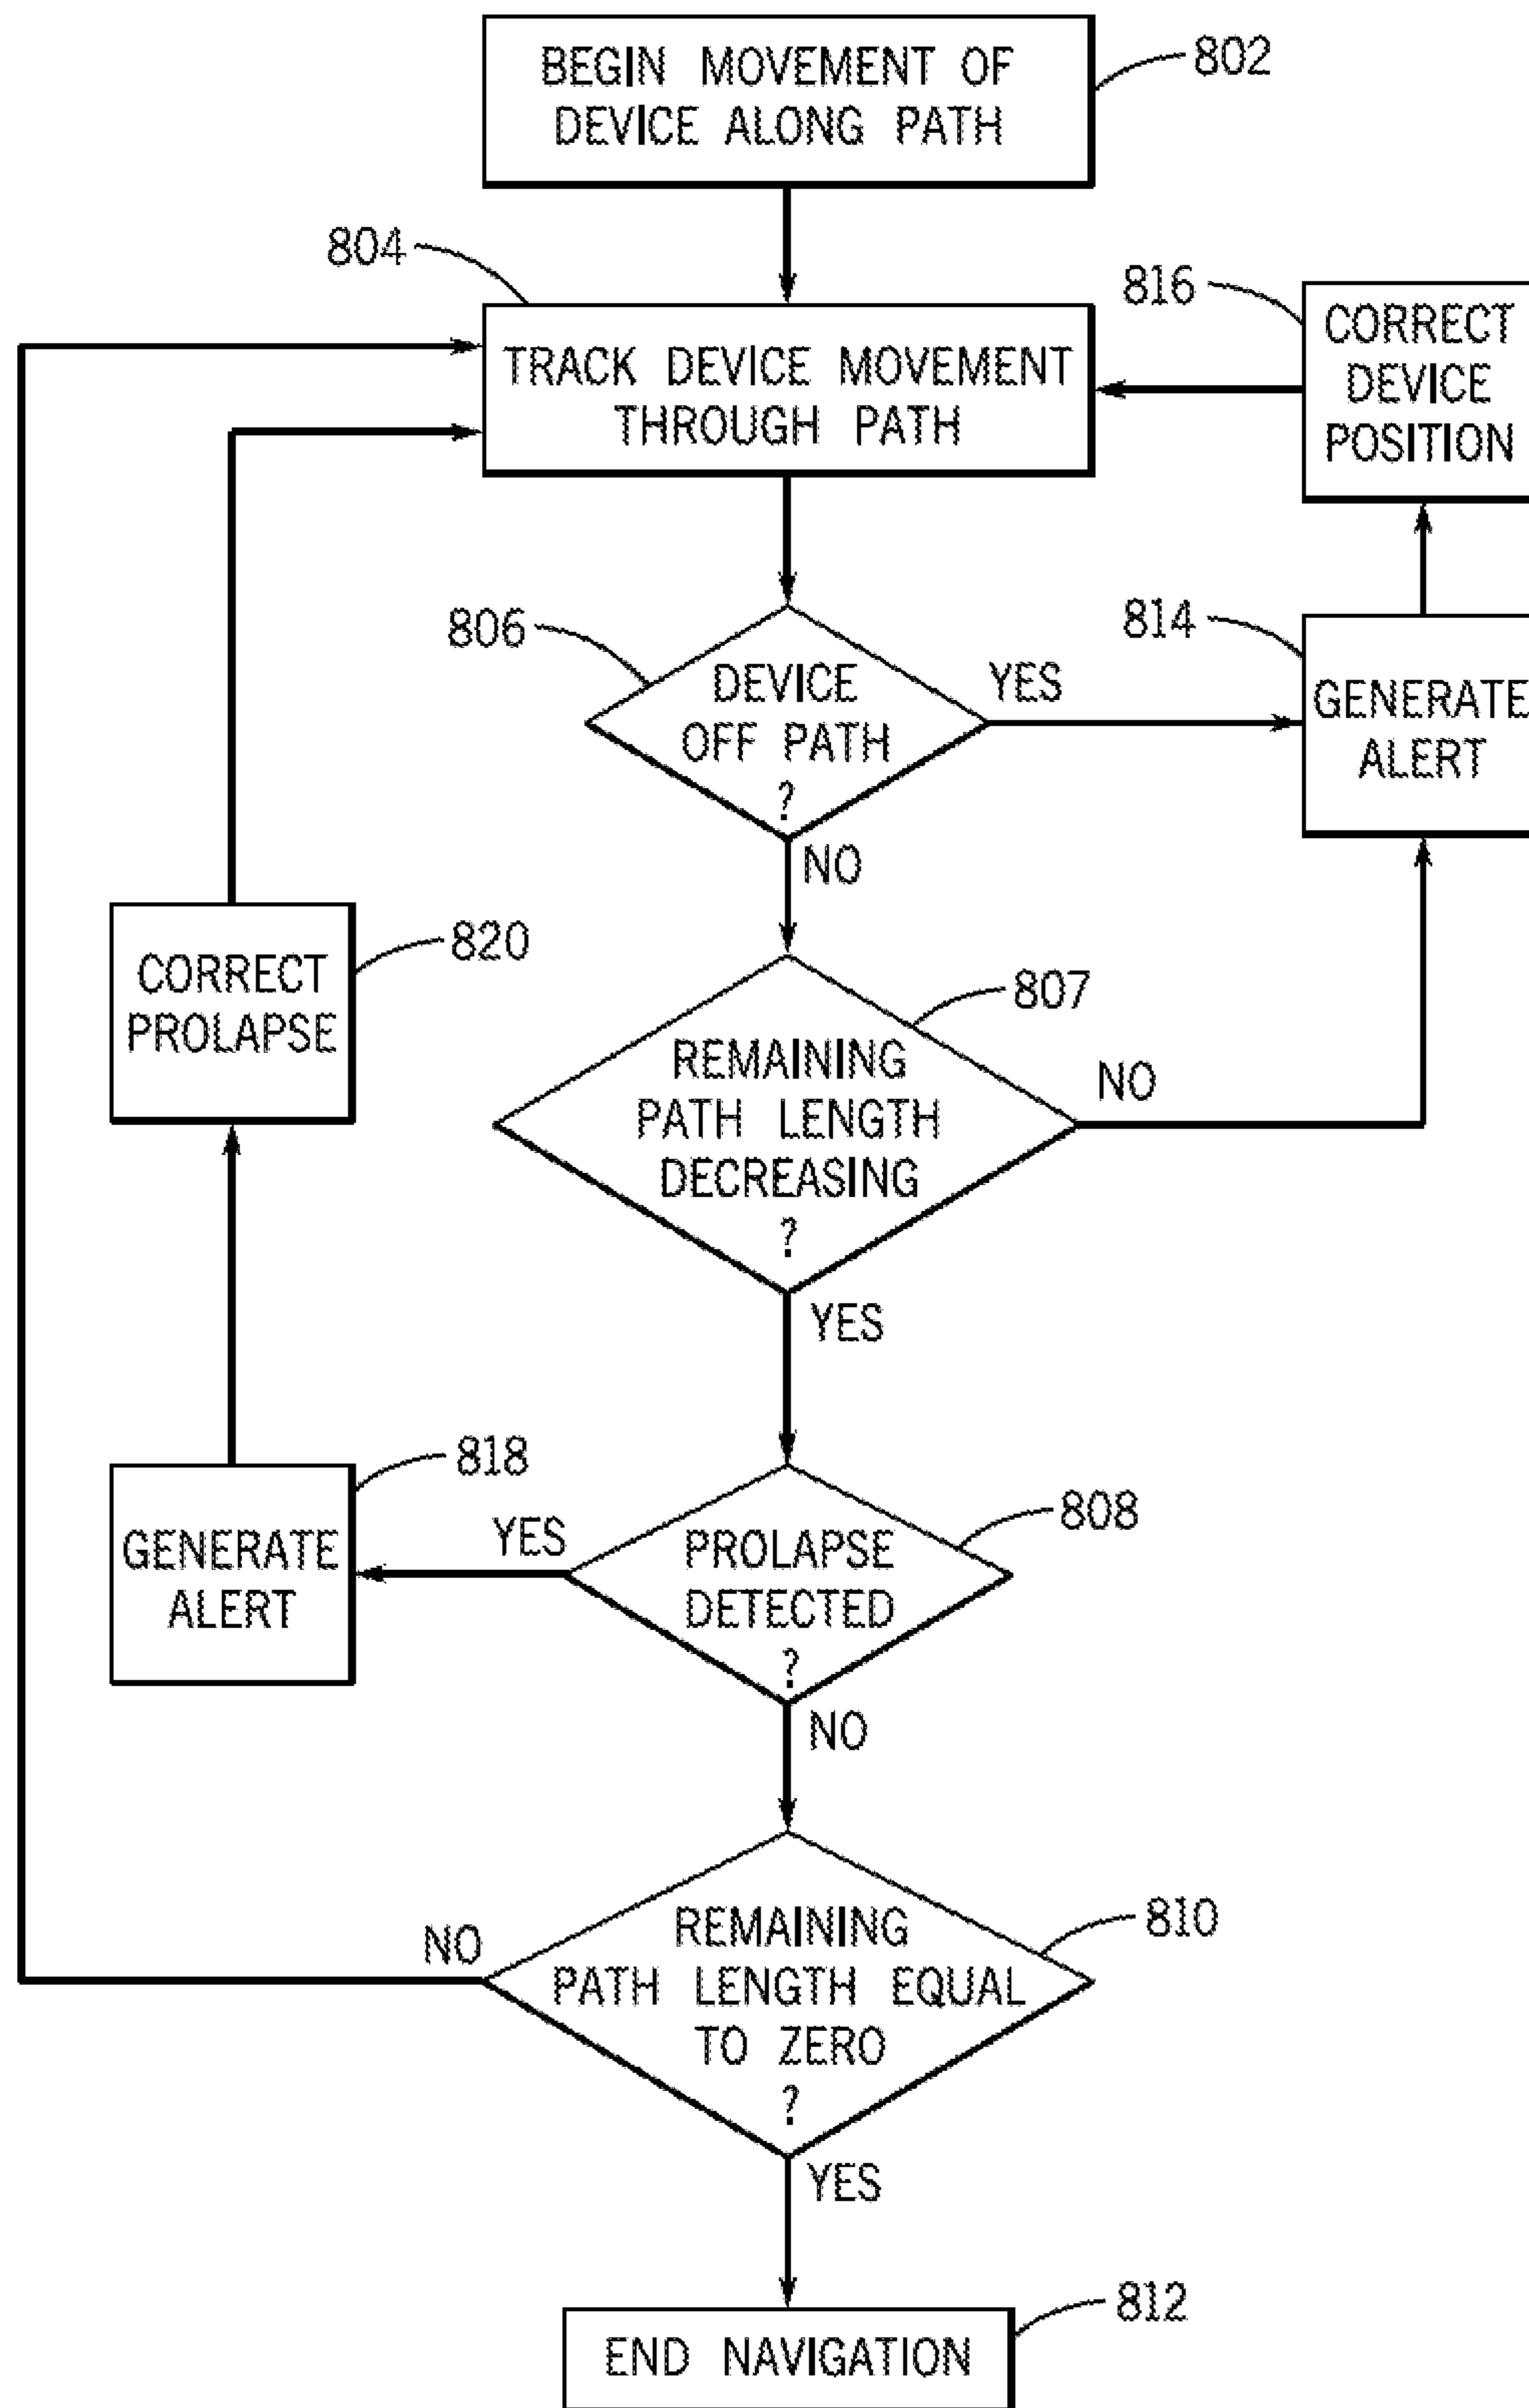 BEGIN MOVEMENT OF
DEVICE ALONG PATH
802
804
TRACK DEVICE MOVEMENT
THROUGH PATH
816
CORRECT
DEVICE
POSITION
806
DEVICE
OFF PATH
?
YES
NO
814
GENERATE
ALERT
820
CORRECT
PROLAPSE
807
REMAINING
PATH LENGTH
DECREASING
?
NO
YES
818
GENERATE
ALERT
YES
808
PROLAPSE
DETECTED
?
NO
810
NO
REMAINING
PATH LENGTH EQUAL
TO ZERO
?
YES
812
END NAVIGATION